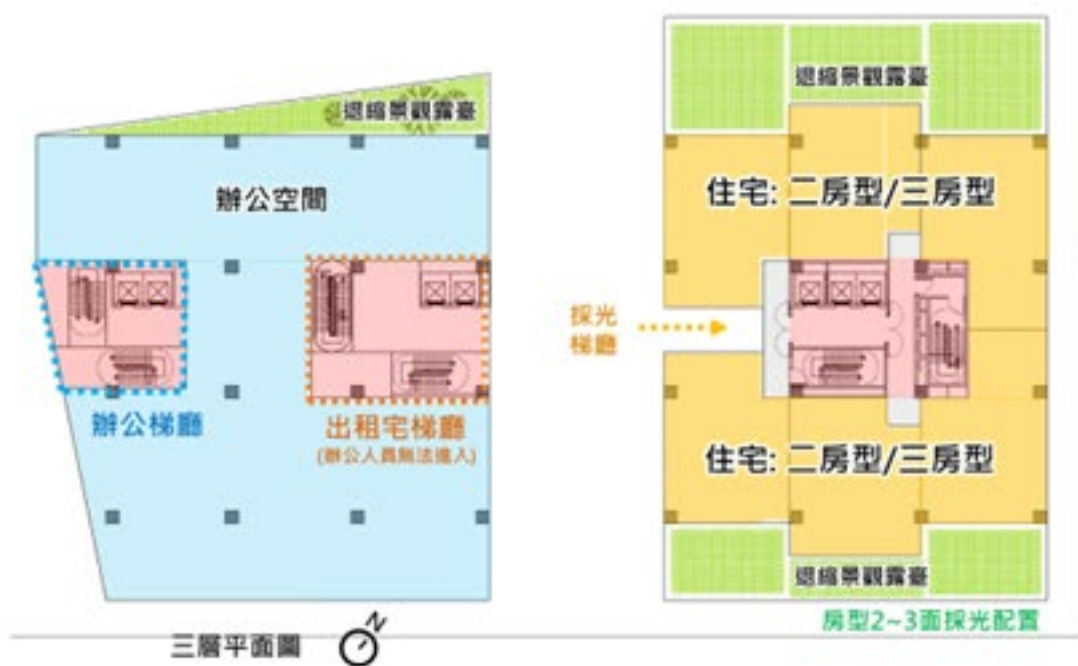 退縮景觀露臺
辦公空間
辦公梯廳
出租宅梯廳
(辦公人員無法進入)
三層平面圖
N
退縮景觀露臺
住宅: 二房型/三房型
採光
梯廳
住宅: 二房型/三房型
退縮景觀露臺
房型2~3面採光配置